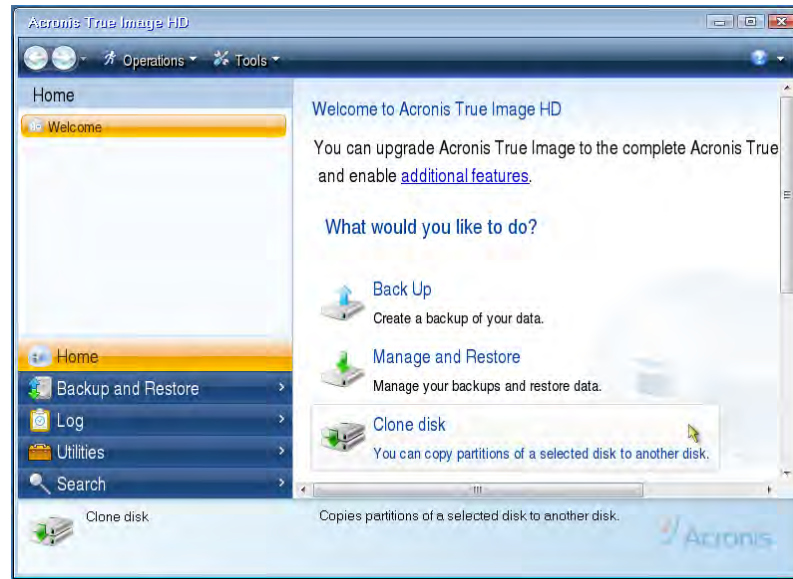 Acronis True Image HD
Operations Tools
Home
Welcome
Home
Backup and Restore
Log
Utilities
Search
Welcome to Acronis True Image HD
You can upgrade Acronis True Image to the complete Acronis True
and enable additional features.
What would you like to do?
Back Up
Create a backup of your data.
Manage and Restore
Manage your backups and restore data.
Clone disk
You can copy partitions of a selected disk to another disk.
Clone disk
Copies partitions of a selected disk to another disk.
Acronis